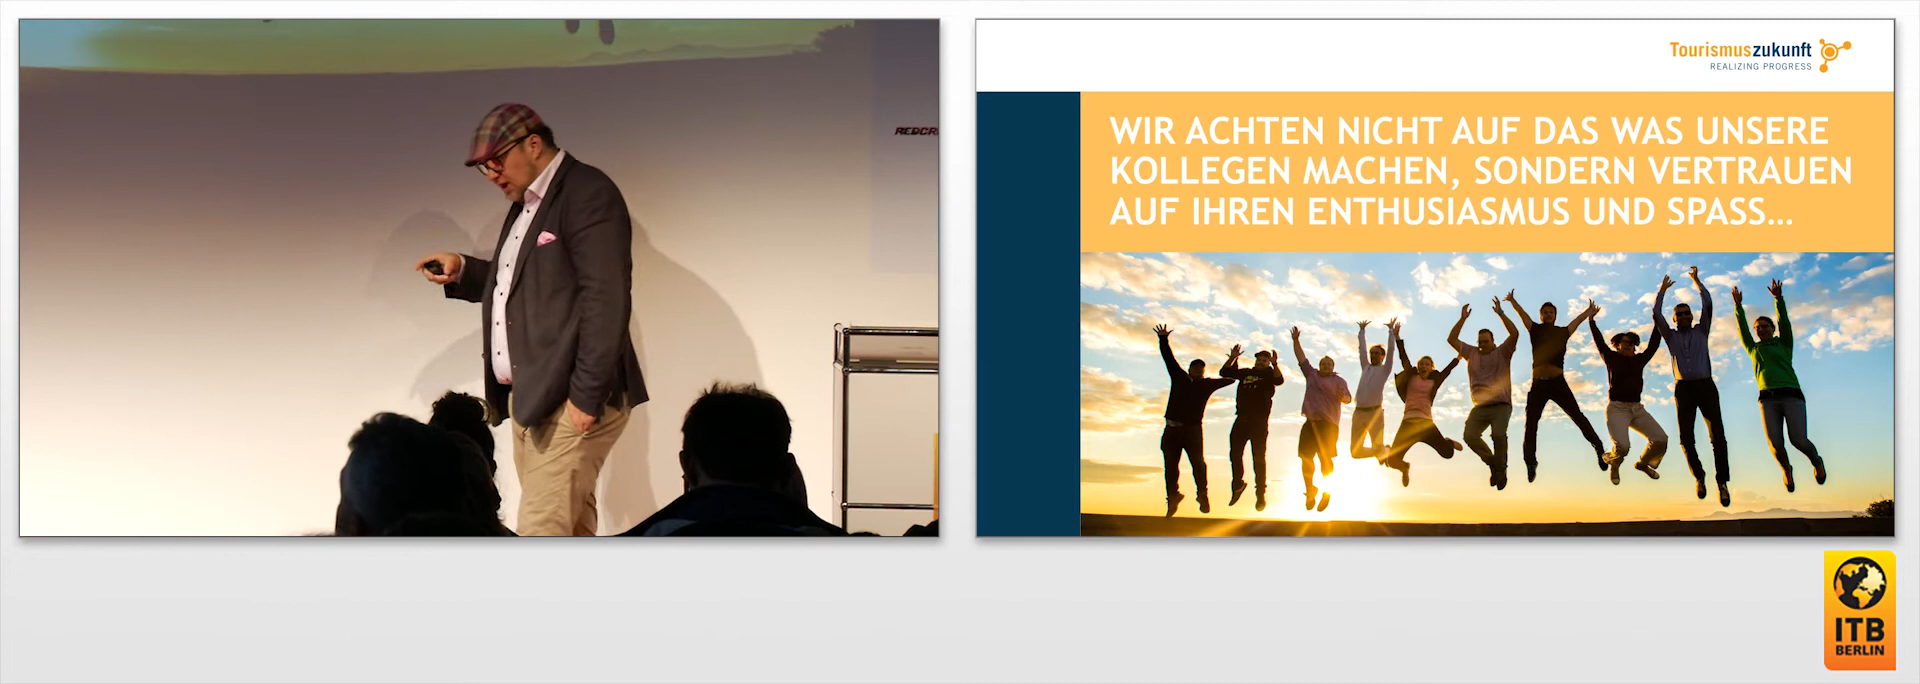 Tourismuszukunft
REALIZING PROGRESS
WIR ACHTEN NICHT AUF DAS WAS UNSERE
KOLLEGEN MACHEN, SONDERN VERTRAUEN
AUF IHREN ENTHUSIASMUS UND SPASS...
ITB
BERLIN